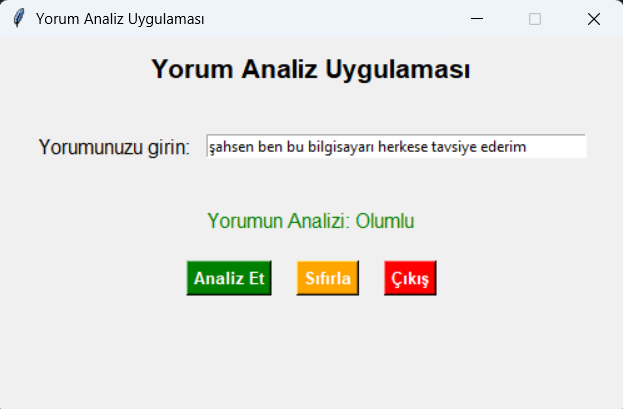 Yorum Analiz Uygulaması
Yorum Analiz Uygulaması
Yorumunuzu girin: şahsen ben bu bilgisayarı herkese tavsiye ederim
Yorumun Analizi: Olumlu
Analiz Et Sıfırla Çıkış